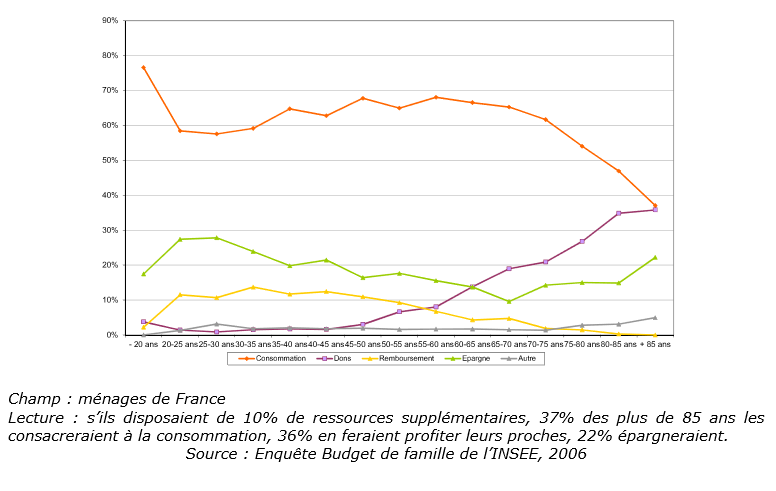 90%
80%
70%
60%
50%
40%
30%
20%
10%
0%
- 20 ans 20-25 ans 25-30 ans 30-35 ans 35-40 ans 40-45 ans 45-50 ans 50-55 ans 55-60 ans 60-65 ans 65-70 ans 70-75 ans 75-80 ans 80-85 ans + 85 ans
Consommation Dons Remboursement Epargne Autre
Champ : ménages de France
Lecture : s’ils disposaient de 10% de ressources supplémentaires, 37% des plus de 85 ans les
consacreraient à la consommation, 36% en feraient profiter leurs proches, 22% épargneraient.
Source : Enquête Budget de famille de l’INSEE, 2006